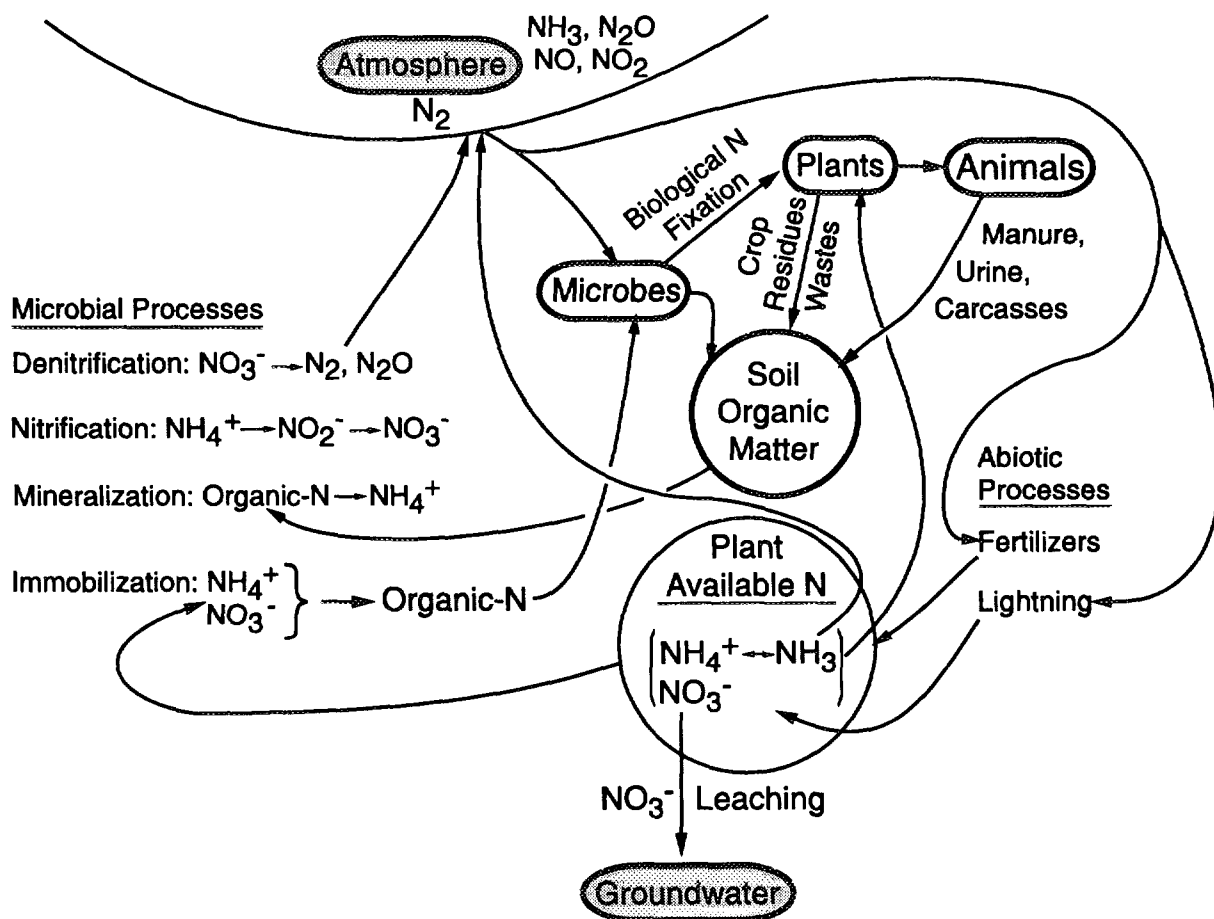 NH₃, N₂O
NO, NO₂
Atmosphere
N₂
Biological N
Fixation
Plants
Animals
Crop
Residues
Wastes
Manure,
Urine,
Carcasses
Microbes
Microbial Processes
Denitrification: NO₃⁻ → N₂, N₂O
Nitrification: NH₄⁺ → NO₂⁻ → NO₃⁻
Mineralization: Organic-N → NH₄⁺
Immobilization: NH₄⁺
NO₃⁻ } → Organic-N
Soil
Organic
Matter
Abiotic
Processes
Fertilizers
Lightning
Plant
Available N
NH₄⁺ ↔ NH₃
NO₃⁻
NO₃⁻ Leaching
Groundwater